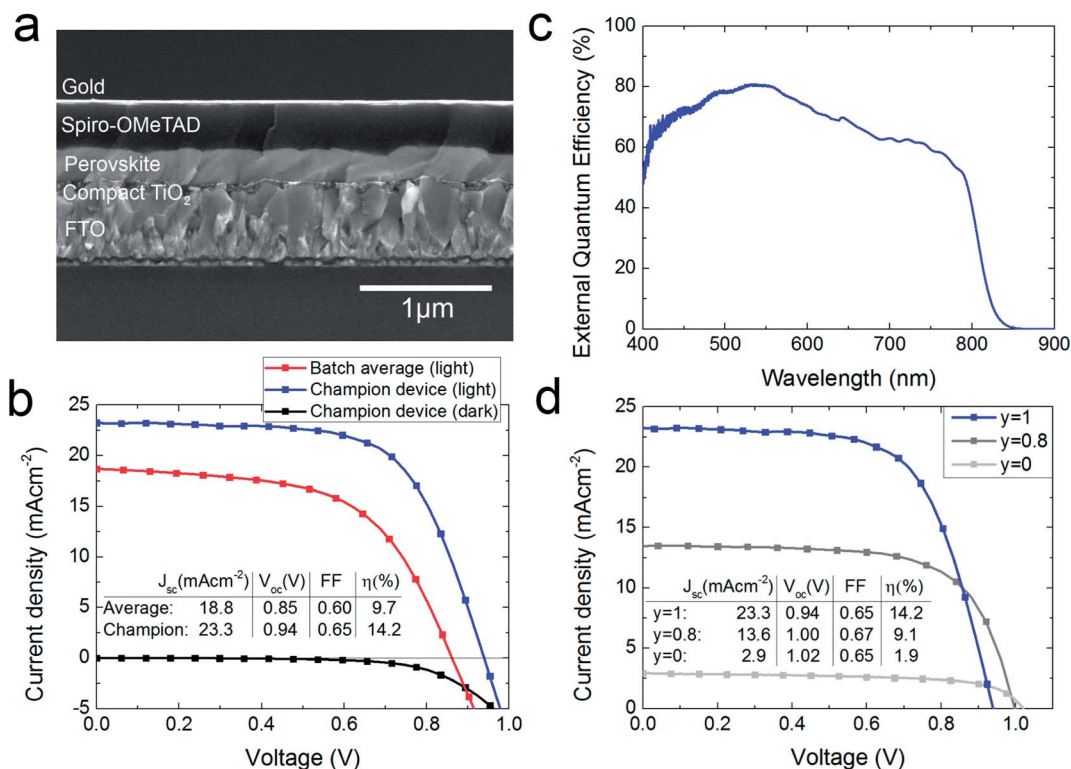 a
Gold
Spiro-OMeTAD
Perovskite
Compact TiO₂
FTO
1µm
b
Batch average (light)
Champion device (light)
Champion device (dark)
Current density (mAcm⁻²)
25
20
15
10
5
0
-5
Jsc(mAcm⁻²) Voc(V) FF η(%)
Average: 18.8 0.85 0.60 9.7
Champion: 23.3 0.94 0.65 14.2
0.0 0.2 0.4 0.6 0.8 1.0
Voltage (V)
c
External Quantum Efficiency (%)
100
80
60
40
20
0
400 500 600 700 800 900
Wavelength (nm)
d
y=1
y=0.8
y=0
Current density (mAcm⁻²)
25
20
15
10
5
0
Jsc(mAcm⁻²) Voc(V) FF η(%)
y=1: 23.3 0.94 0.65 14.2
y=0.8: 13.6 1.00 0.67 9.1
y=0: 2.9 1.02 0.65 1.9
0.0 0.2 0.4 0.6 0.8 1.0
Voltage (V)